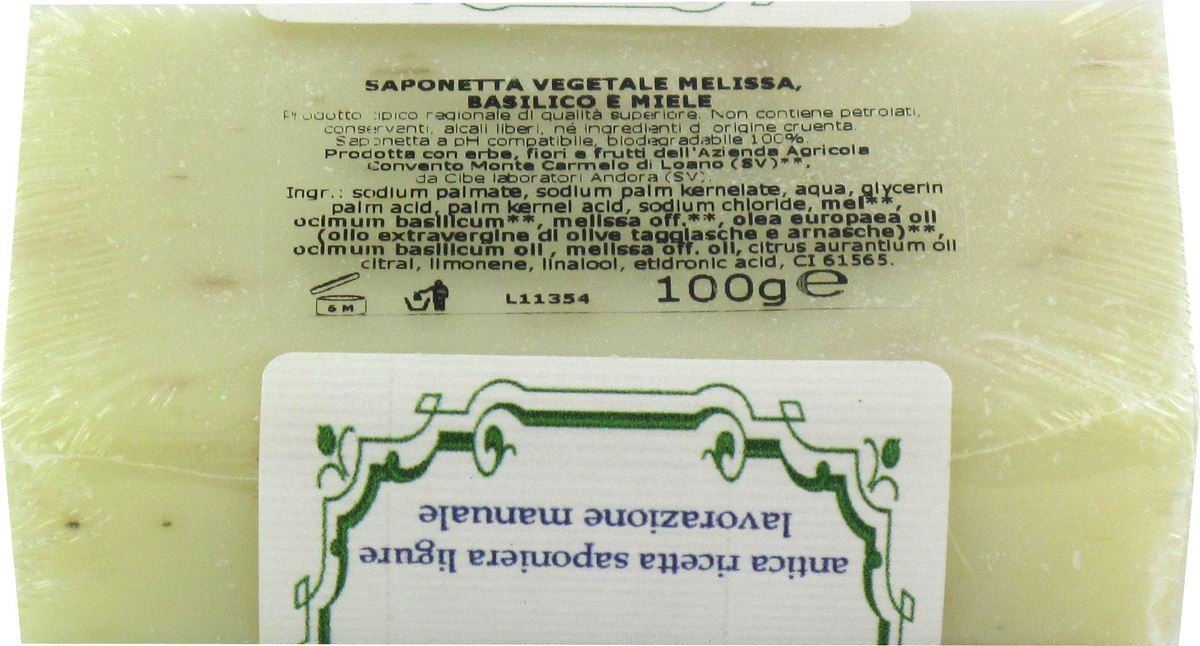 SAPONETTA VEGETALE MELISSA,
BASILICO E MIELE
Prodotto tipico regionale di qualità superiore. Non contiene petrolati,
conservanti, alcali liberi, né ingredienti d origine cruenta.
Saponetta a pH compatibile, biodegradabile 100%.
Prodotta con erbe, fiori e frutti dell'Azienda Agricola
Convento Monte Carmelo di Loano (SV)**,
da Cibe laboratori Andora (SV).
Ingr.: sodium palmate, sodium palm kernelate, aqua, glycerin
palm acid, palm kernel acid, sodium chloride, mel**,
ocimum basilicum**, melissa off.**, olea europaea oil
(olio extravergine di olive taggiasche e arnasche)**,
ocimum basilicum oil, melissa off. oil, citrus aurantium oil
citral, limonene, linalool, etidronic acid, CI 61565.
6 M
L11354
100g e
antica ricetta saponiera ligure
lavorazione manuale